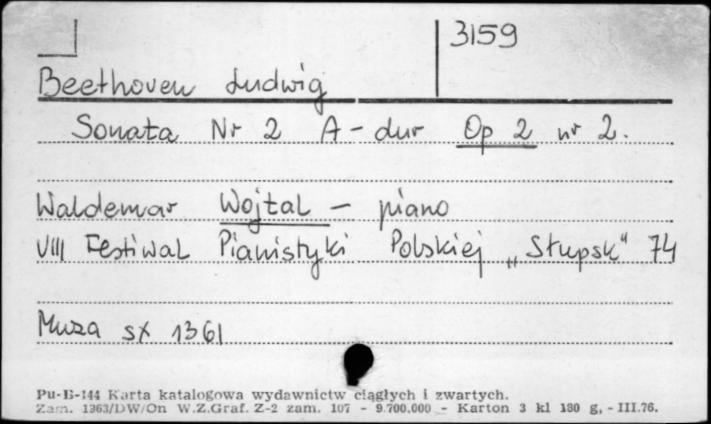 3159
Beethoven Ludwig
Sonata Nr 2 A-dur Op 2 nr 2.
Waldemar Wojtal – piano
VIII Festiwal Pianistyki Polskiej „Słupsk" 74
Muza sx 1361
Pu-B-144 Karta katalogowa wydawnictw ciągłych i zwartych.
Zam. 1363/DW/On W.Z.Graf. Z-2 zam. 107 - 9.700.000 - Karton 3 kl 180 g, - III.76.